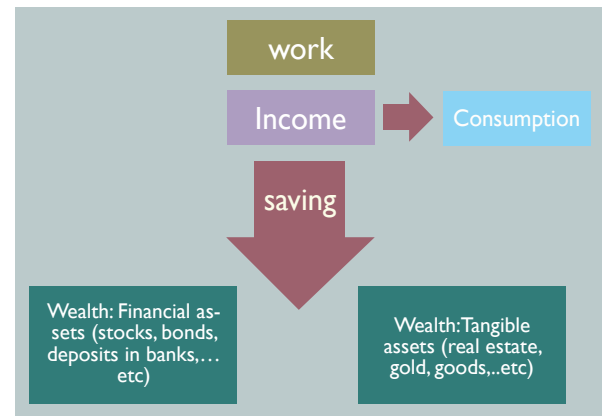 work
Income
Consumption
saving
Wealth: Financial as-
sets (stocks, bonds,
deposits in banks,…
etc)
Wealth:Tangible
assets (real estate,
gold, goods,..etc)